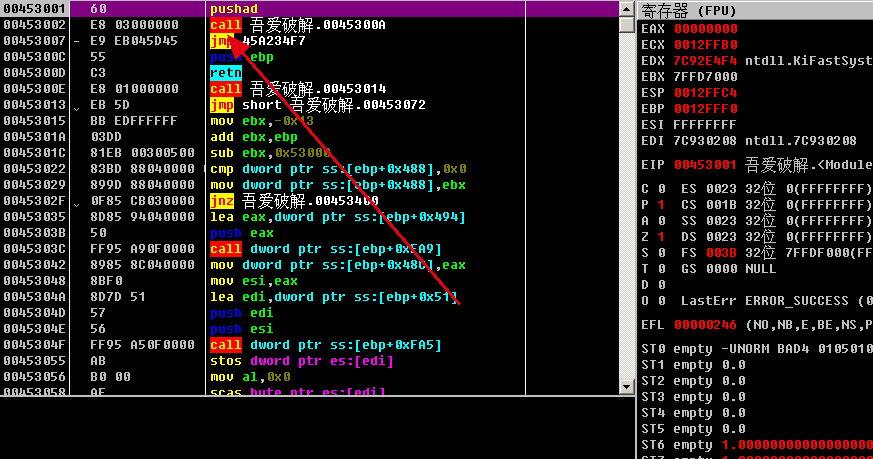 00453001 60 pushad
00453002 E8 03000000 call 吾爱破解.0045300A
00453007 - E9 EB045D45 jmp 45A234F7
0045300C 55 push ebp
0045300D C3 retn
0045300E E8 01000000 call 吾爱破解.00453014
00453013 EB 5D jmp short 吾爱破解.00453072
00453015 BB EDFFFFFF mov ebx,-0x13
0045301A 03DD add ebx,ebp
0045301C 81EB 00300500 sub ebx,0x53000
00453022 83BD 88040000 cmp dword ptr ss:[ebp+0x488],0x0
00453029 899D 88040000 mov dword ptr ss:[ebp+0x488],ebx
0045302F 0F85 CB030000 jnz 吾爱破解.00453400
00453035 8D85 94040000 lea eax,dword ptr ss:[ebp+0x494]
0045303B 50 push eax
0045303C FF95 A90F0000 call dword ptr ss:[ebp+0xFA9]
00453042 8985 8C040000 mov dword ptr ss:[ebp+0x48C],eax
00453048 8BF0 mov esi,eax
0045304A 8D7D 51 lea edi,dword ptr ss:[ebp+0x51]
0045304D 57 push edi
0045304E 56 push esi
0045304F FF95 A50F0000 call dword ptr ss:[ebp+0xFA5]
00453055 AB stos dword ptr es:[edi]
00453056 B0 00 mov al,0x0
00453058 AE scas byte ptr es:[edi]
寄存器 (FPU)
EAX 00000000
ECX 0012FFB0
EDX 7C92E4F4 ntdll.KiFastSyst
EBX 7FFD7000
ESP 0012FFC4
EBP 0012FFF0
ESI FFFFFFFF
EDI 7C930208 ntdll.7C930208
EIP 00453001 吾爱破解.<Module
C 0 ES 0023 32位 0(FFFFFFFF)
P 1 CS 001B 32位 0(FFFFFFFF)
A 0 SS 0023 32位 0(FFFFFFFF)
Z 1 DS 0023 32位 0(FFFFFFFF)
S 0 FS 003B 32位 7FFDF000(FF
T 0 GS 0000 NULL
D 0
O 0 LastErr ERROR_SUCCESS (0
EFL 00000246 (NO,NB,E,BE,NS,P
ST0 empty -UNORM BAD4 0105010
ST1 empty 0.0
ST2 empty 0.0
ST3 empty 0.0
ST4 empty 0.0
ST5 empty 0.0
ST6 empty 1.0000000000000000